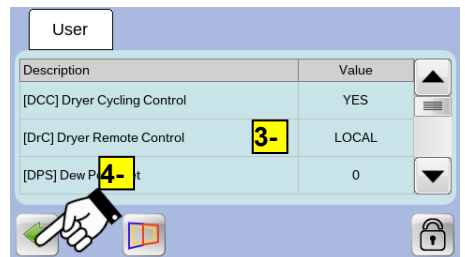 User
Description Value
[DCC] Dryer Cycling Control YES
[DrC] Dryer Remote Control 3- LOCAL
[DPS] Dew 4- 0